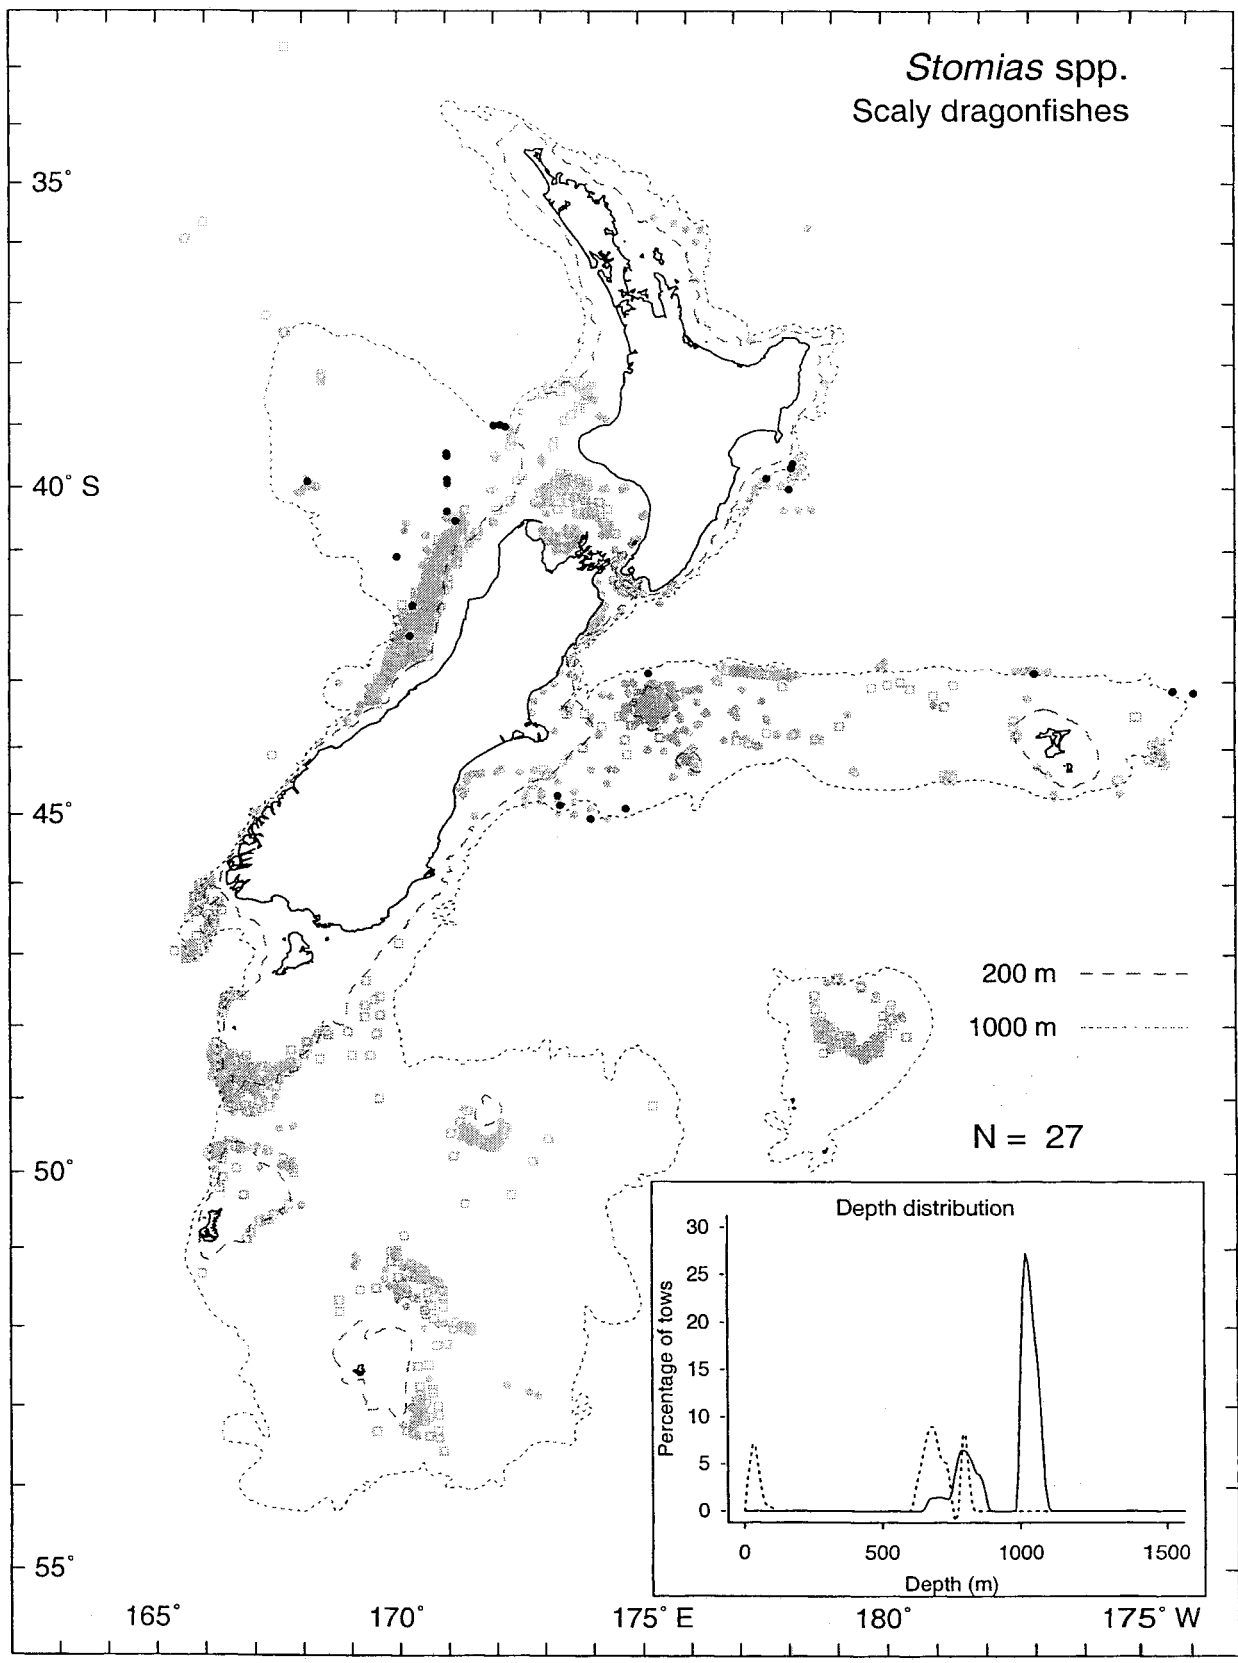 Stomias spp.
Scaly dragonfishes
35°
40° S
45°
200 m
1000 m
N = 27
50°
Depth distribution
30
25
20
15
10
5
0
Percentage of tows
0 500 1000 1500
Depth (m)
55°
165° 170° 175° E 180° 175° W